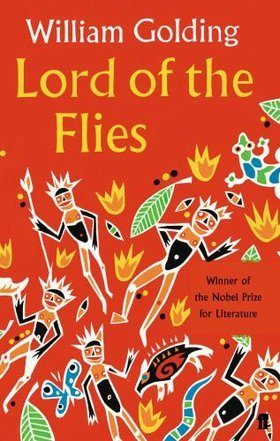 William Golding
Lord of the
Flies
Winner of
the Nobel Prize
for Literature
ff